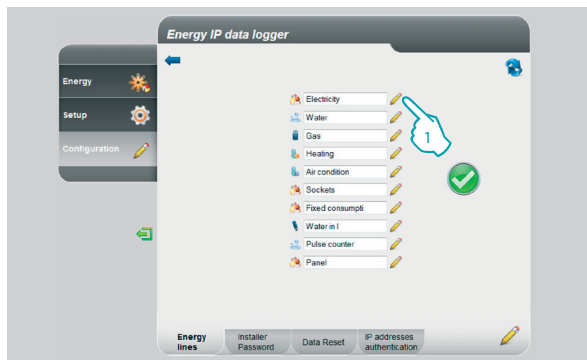 Energy IP data logger
Energy
Setup
Configuration
Electricity
1
Water
Gas
Heating
Air condition
Sockets
Fixed consumpti
Water in l
Pulse counter
Panel
Energy
lines
Installer
Password
Data Reset
IP addresses
authentication